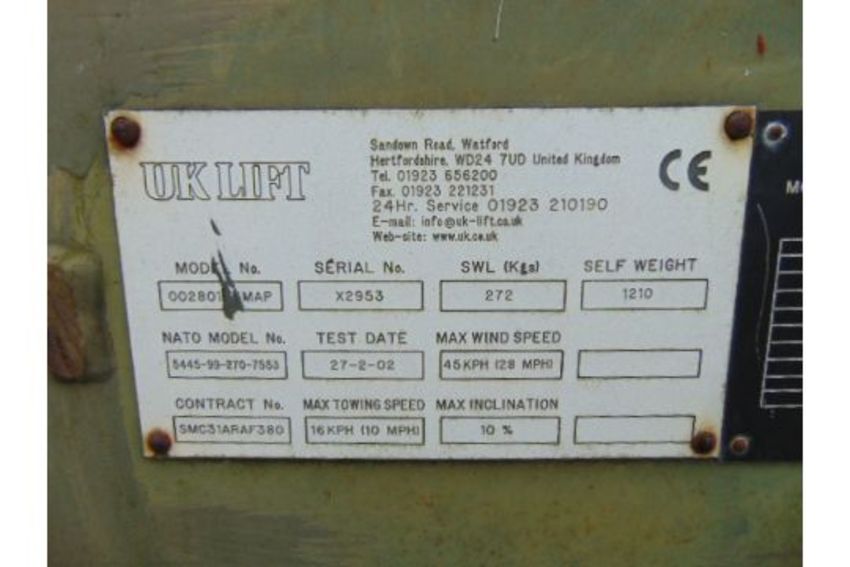 UK LIFT
Sandown Road, Watford
Hertfordshire, WD24 7UD United Kingdom
Tel. 01923 656200
Fax. 01923 221231
24Hr. Service 01923 210190
E-mail: info@uk-lift.co.uk
Web-site: www.uk.co.uk
CE
MODEL No. SERIAL No. SWL (Kgs) SELF WEIGHT
X2953 272 1210
NATO MODEL No. TEST DATE MAX WIND SPEED
5445-99-270-7553 27-2-02 45KPH (28 MPH)
CONTRACT No. MAX TOWING SPEED MAX INCLINATION
SMC31ARAF380 16KPH (10 MPH) 10 %